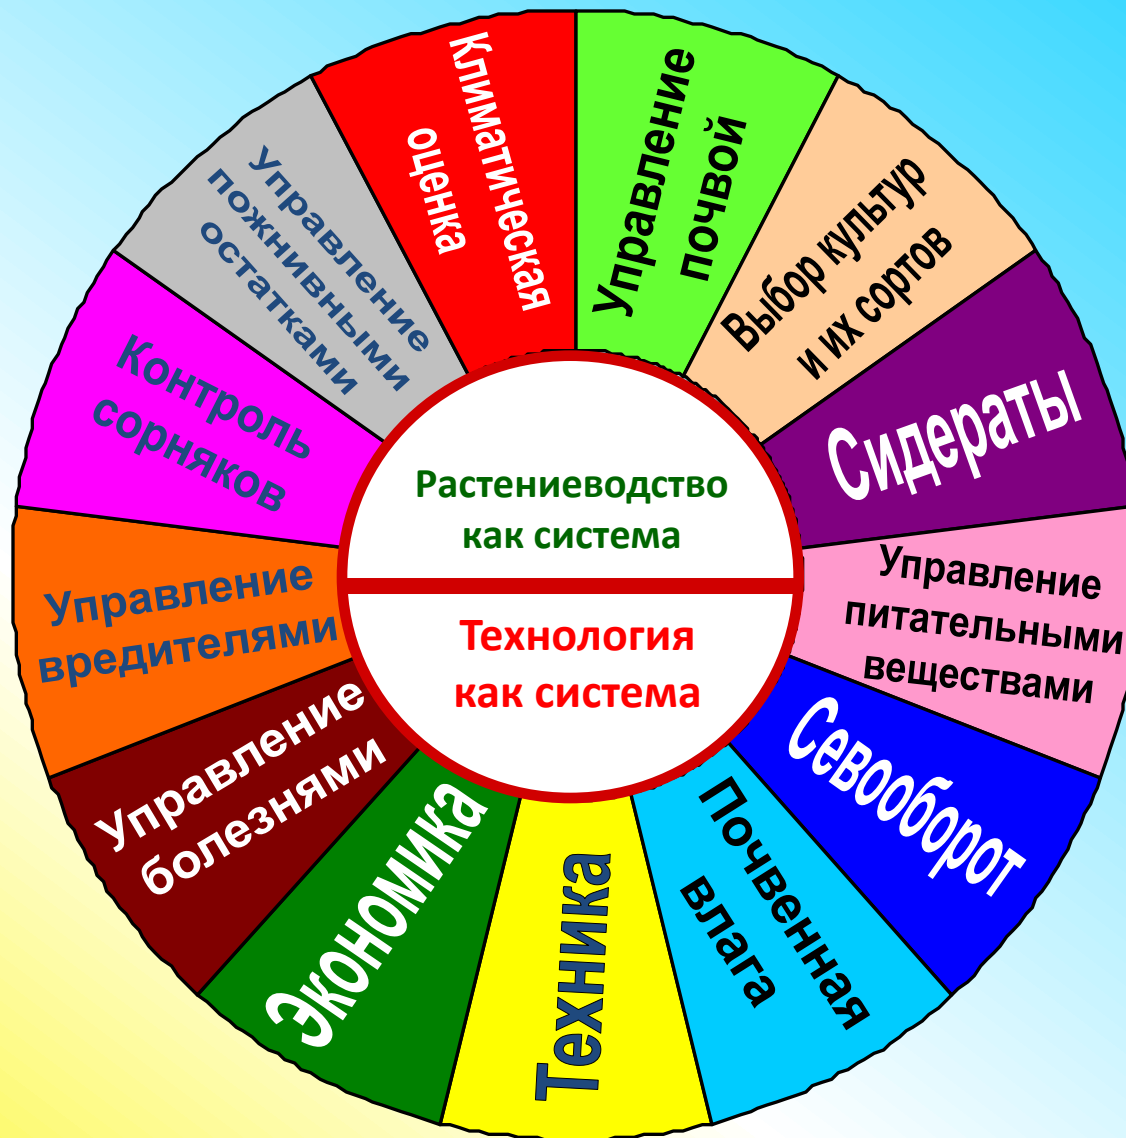 Растениеводство
как система
Технология
как система
Управление
почвой
Выбор культур
и их сортов
Сидераты
Управление
питательными
веществами
Севооборот
Почвенная
влага
Техника
Экономика
Управление
болезнями
Управление
вредителями
Контроль
сорняков
Управление
пожнивными
остатками
Климатическая
оценка